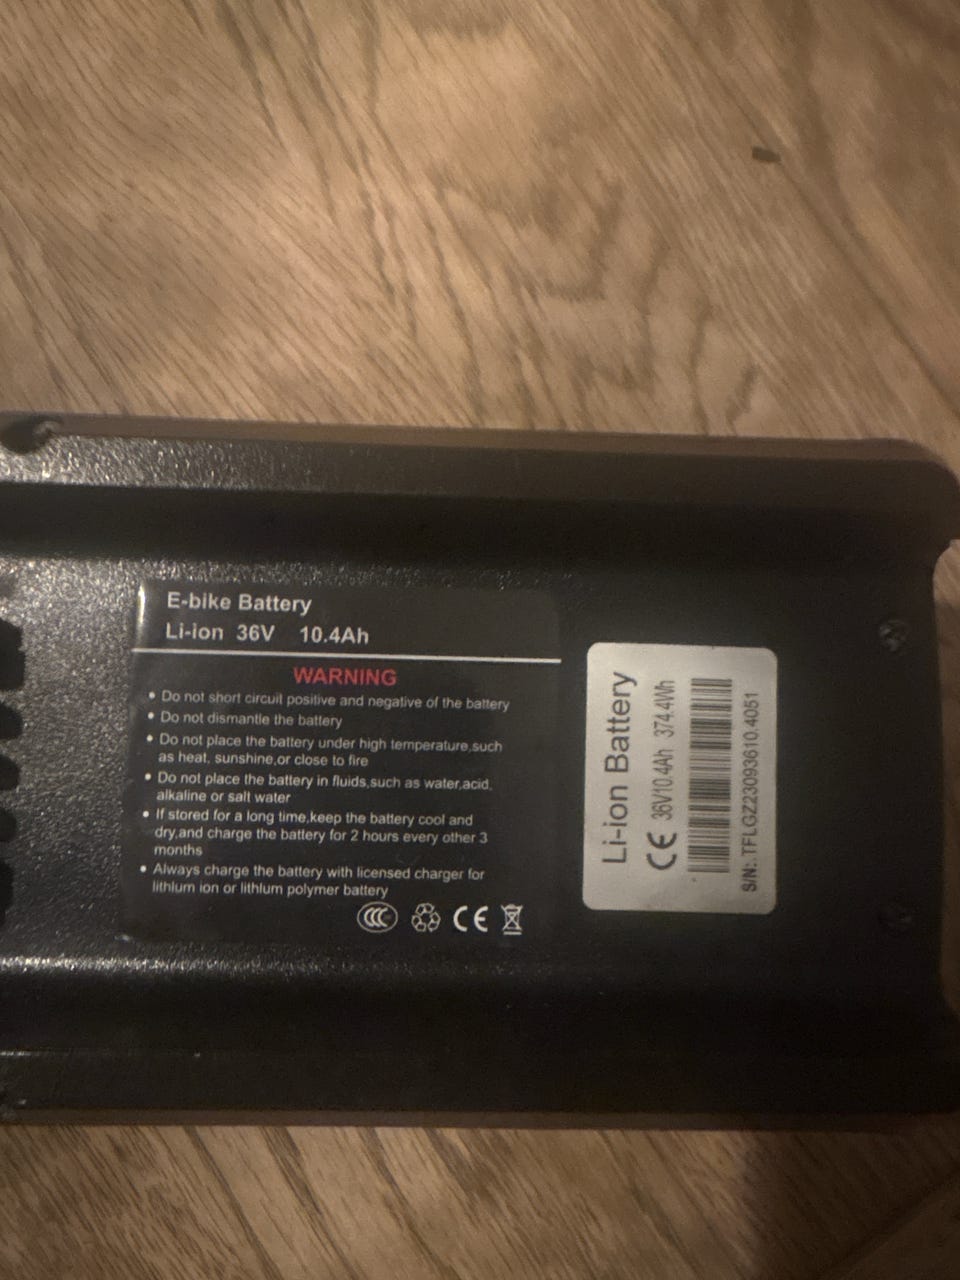 E-bike Battery
Li-ion 36V 10.4Ah
WARNING
• Do not short circuit positive and negative of the battery
• Do not dismantle the battery
• Do not place the battery under high temperature,such
as heat, sunshine,or close to fire
• Do not place the battery in fluids,such as water,acid,
alkaline or salt water
• If stored for a long time,keep the battery cool and
dry,and charge the battery for 2 hours every other 3
months
• Always charge the battery with licensed charger for
lithlum ion or lithlum polymer battery
CCC CE
Li-ion Battery
CE 36V10.4Ah 374.4Wh
S/N:.TFLGZ23093610.4051